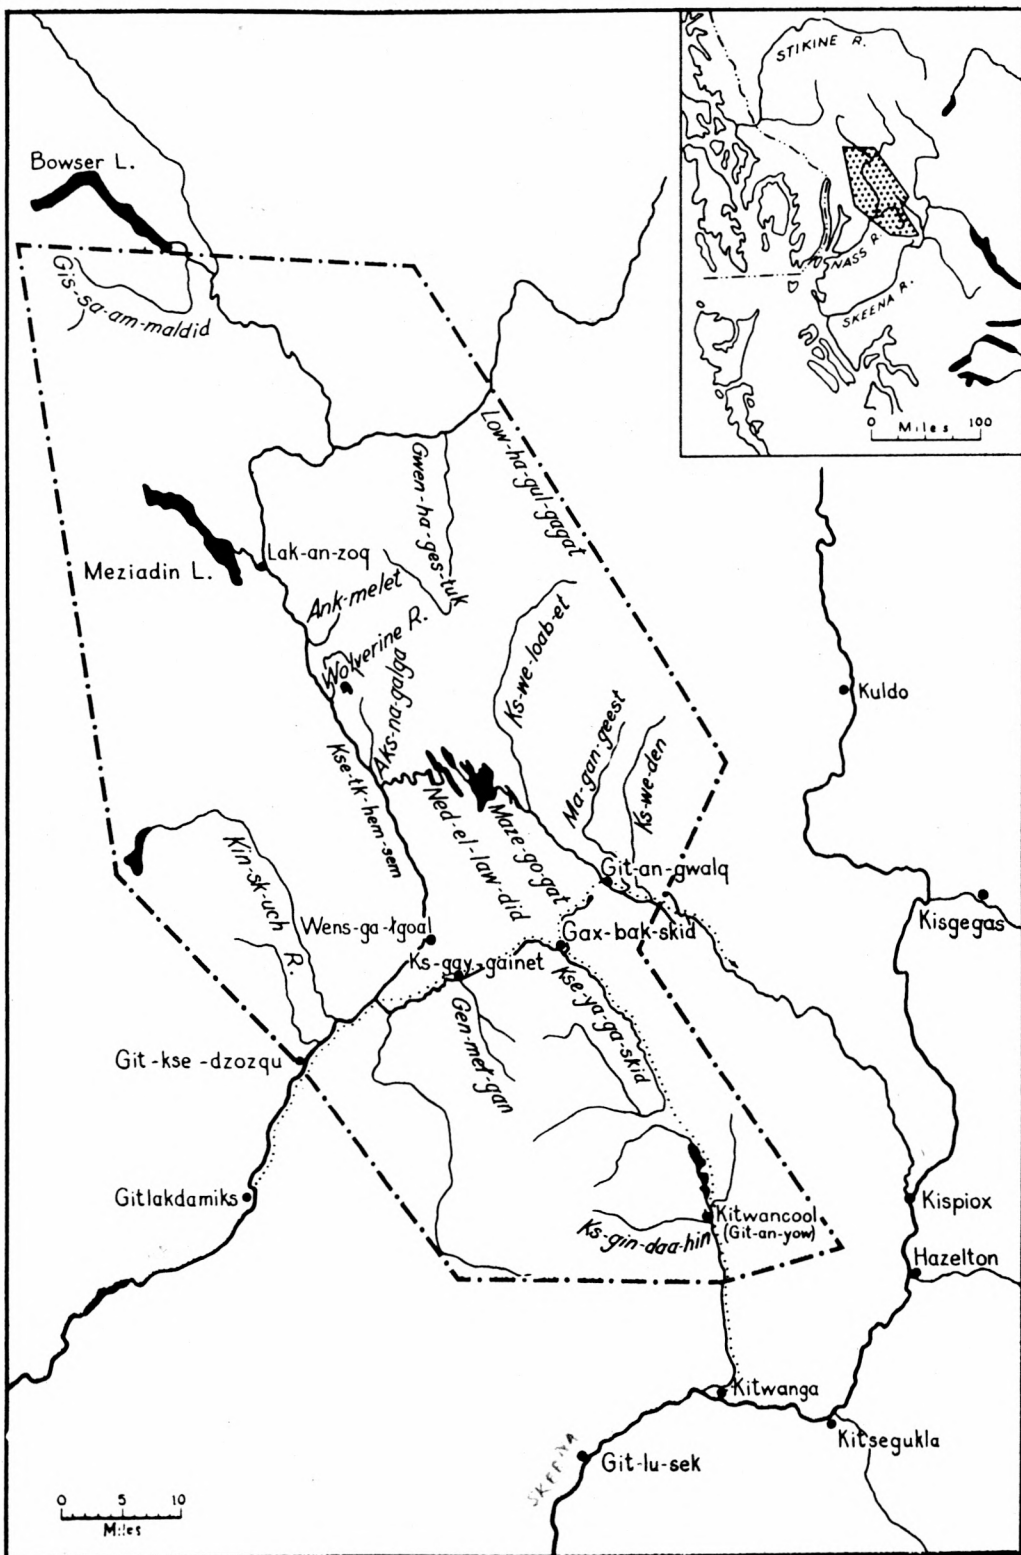 STIKINE R.
NASS R.
SKEENA R.
0 Miles 100
Bowser L.
Gis-sa-am-maldid
Low-ha-gul-gagat
Gwen-ha-ges-tuk
Meziadin L.
Lak-an-zoq
Ank-melet
Wolverine R.
Aks-na-galga
Ks-we-loab-et
Kuldo
Kse-tk-hem-sem
Ned-el-law-did
Maze-go-gat
Ma-gan-geest
Ks-we-den
Git-an-gwalq
Kisgegas
Kin-sk-uch R.
Wens-ga-łgoal
Gax-bak-skid
Ks-gay-gainet
Kse-ya-ga-skid
Gen-met-gan
Git-kse-dzozqu
Gitlakdamiks
Kitwancool
(Git-an-yow)
Ks-gin-daa-hin
Kispiox
Hazelton
Kitwanga
Kitsegukla
Git-lu-sek
SKEENA
0 5 10
Miles